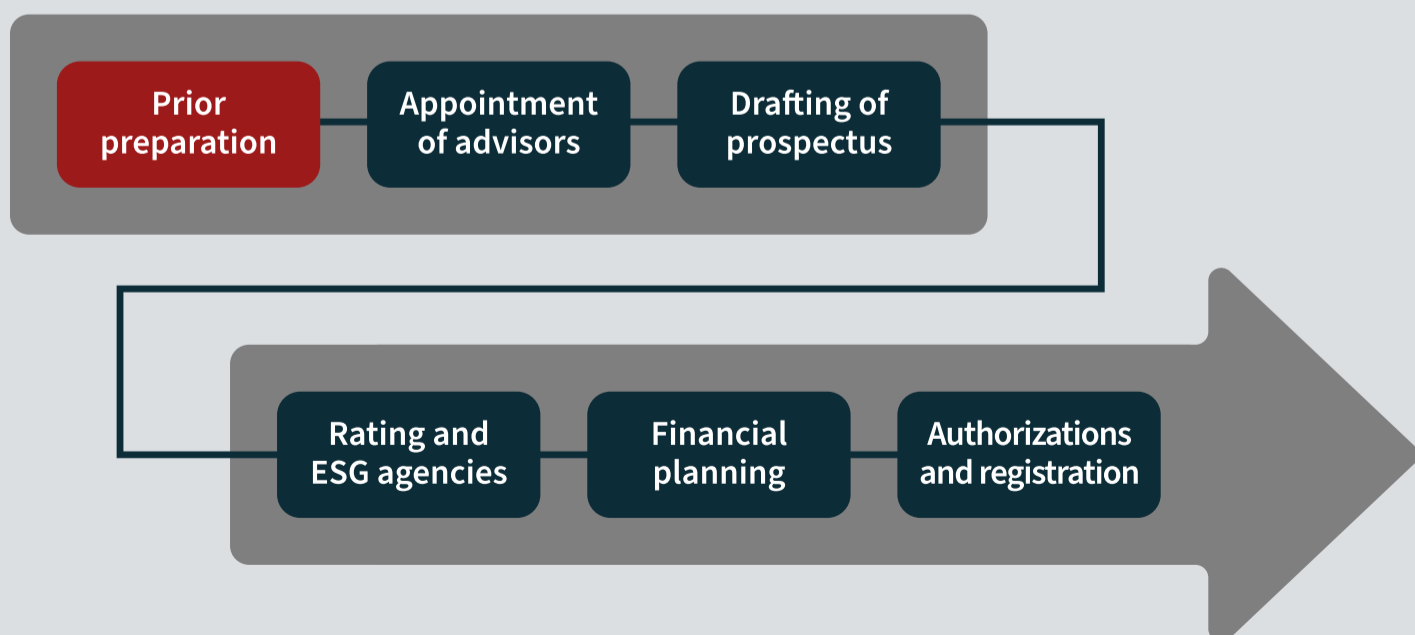 Prior
preparation
Appointment
of advisors
Drafting of
prospectus
Rating and
ESG agencies
Financial
planning
Authorizations
and registration